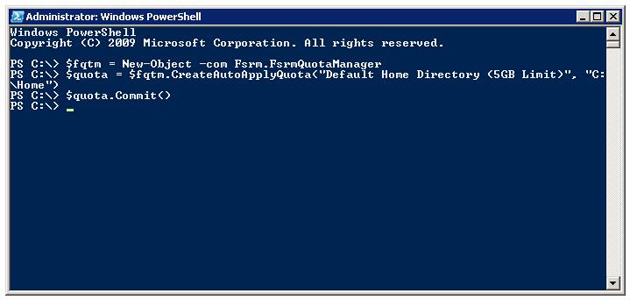 Administrator: Windows PowerShell
Windows PowerShell
Copyright (C) 2009 Microsoft Corporation. All rights reserved.
PS C:\> $fqtm = New-Object -com Fsrm.FsrmQuotaManager
PS C:\> $quota = $fqtm.CreateAutoApplyQuota("Default Home Directory (5GB Limit)", "C:
\Home")
PS C:\> $quota.Commit()
PS C:\> _